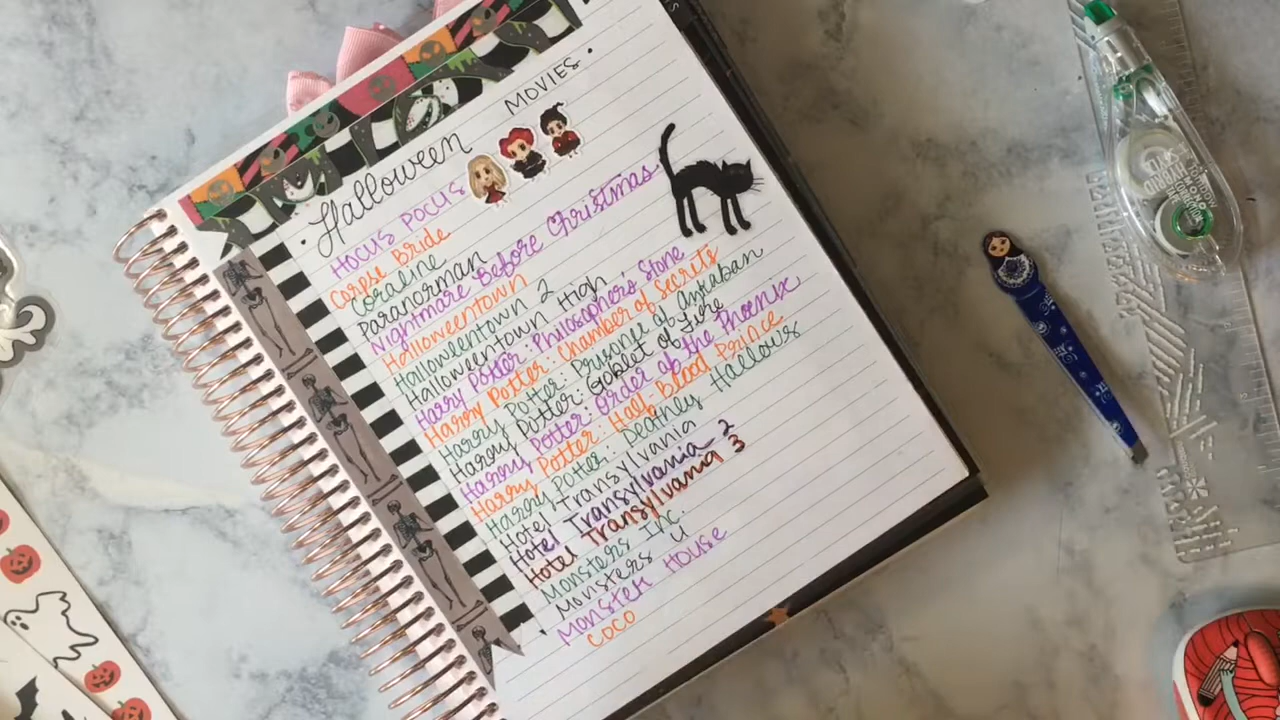 Halloween MOVIES
HOCUS POCUS
Corpse Bride
Coraline
Paranorman
Nightmare Before Christmas
Halloweentown
Halloweentown 2
Halloweentown High
Harry Potter: Philospher's Stone
Harry Potter: Chamber of Secrets
Harry Potter: Prisoner of Azkaban
Harry Potter: Goblet of Fire
Harry Potter: Order of the Phoenix
Harry Potter: Half Blood Prince
Harry Potter: Deathly Hallows
Hotel Transylvania
Hotel Transylvania 2
Hotel Transylvania 3
Monsters Inc.
Monsters U
Monster House
COCO